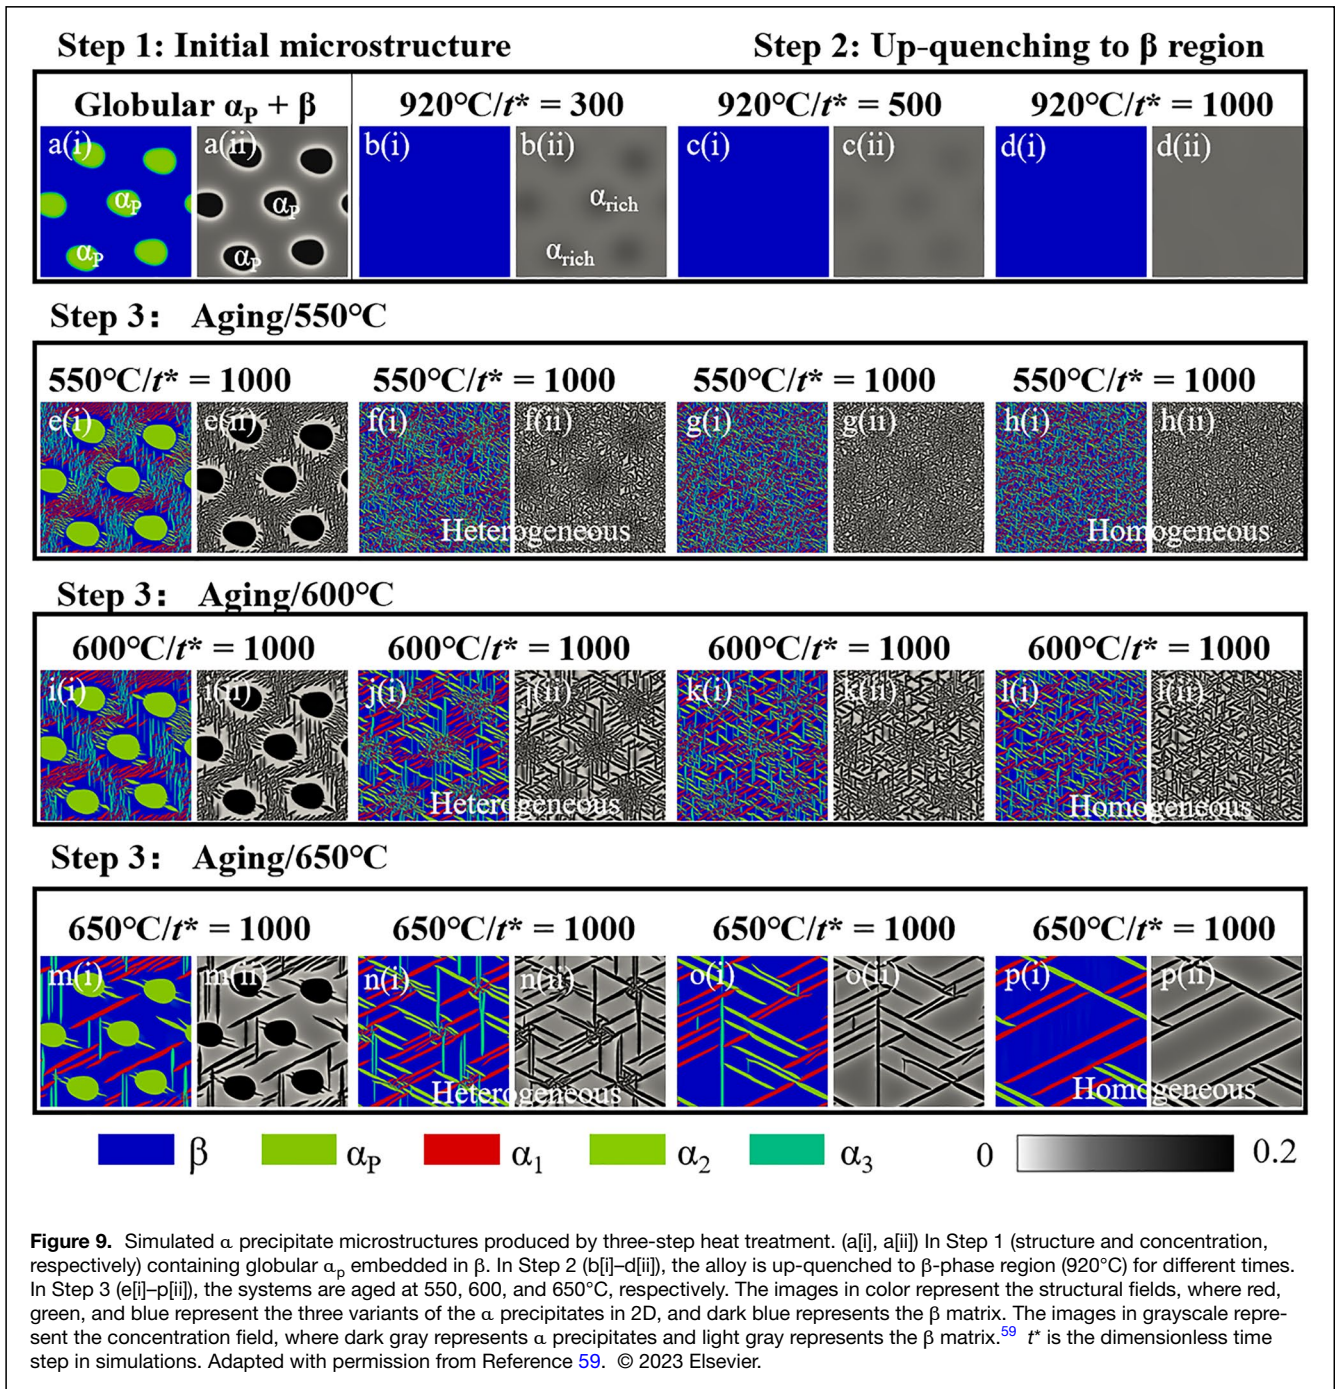 Step 1: Initial microstructure
Step 2: Up-quenching to β region
Globular αP + β
920°C/t* = 300
920°C/t* = 500
920°C/t* = 1000
a(i)
a(ii)
b(i)
b(ii)
c(i)
c(ii)
d(i)
d(ii)
αP
αP
αrich
αP
αP
αrich
Step 3: Aging/550°C
550°C/t* = 1000
550°C/t* = 1000
550°C/t* = 1000
550°C/t* = 1000
e(i)
e(ii)
f(i)
f(ii)
g(i)
g(ii)
h(i)
h(ii)
Heterogeneous
Homogeneous
Step 3: Aging/600°C
600°C/t* = 1000
600°C/t* = 1000
600°C/t* = 1000
600°C/t* = 1000
i(i)
i(ii)
j(i)
j(ii)
k(i)
k(ii)
l(i)
l(ii)
Heterogeneous
Homogeneous
Step 3: Aging/650°C
650°C/t* = 1000
650°C/t* = 1000
650°C/t* = 1000
650°C/t* = 1000
m(i)
m(ii)
n(i)
n(ii)
o(i)
o(ii)
p(i)
p(ii)
Heterogeneous
Homogeneous
β
αP
α1
α2
α3
0
0.2
Figure 9. Simulated α precipitate microstructures produced by three-step heat treatment. (a[i], a[ii]) In Step 1 (structure and concentration,
respectively) containing globular αp embedded in β. In Step 2 (b[i]–d[ii]), the alloy is up-quenched to β-phase region (920°C) for different times.
In Step 3 (e[i]–p[ii]), the systems are aged at 550, 600, and 650°C, respectively. The images in color represent the structural fields, where red,
green, and blue represent the three variants of the α precipitates in 2D, and dark blue represents the β matrix. The images in grayscale repre-
sent the concentration field, where dark gray represents α precipitates and light gray represents the β matrix.59 t* is the dimensionless time
step in simulations. Adapted with permission from Reference 59. © 2023 Elsevier.